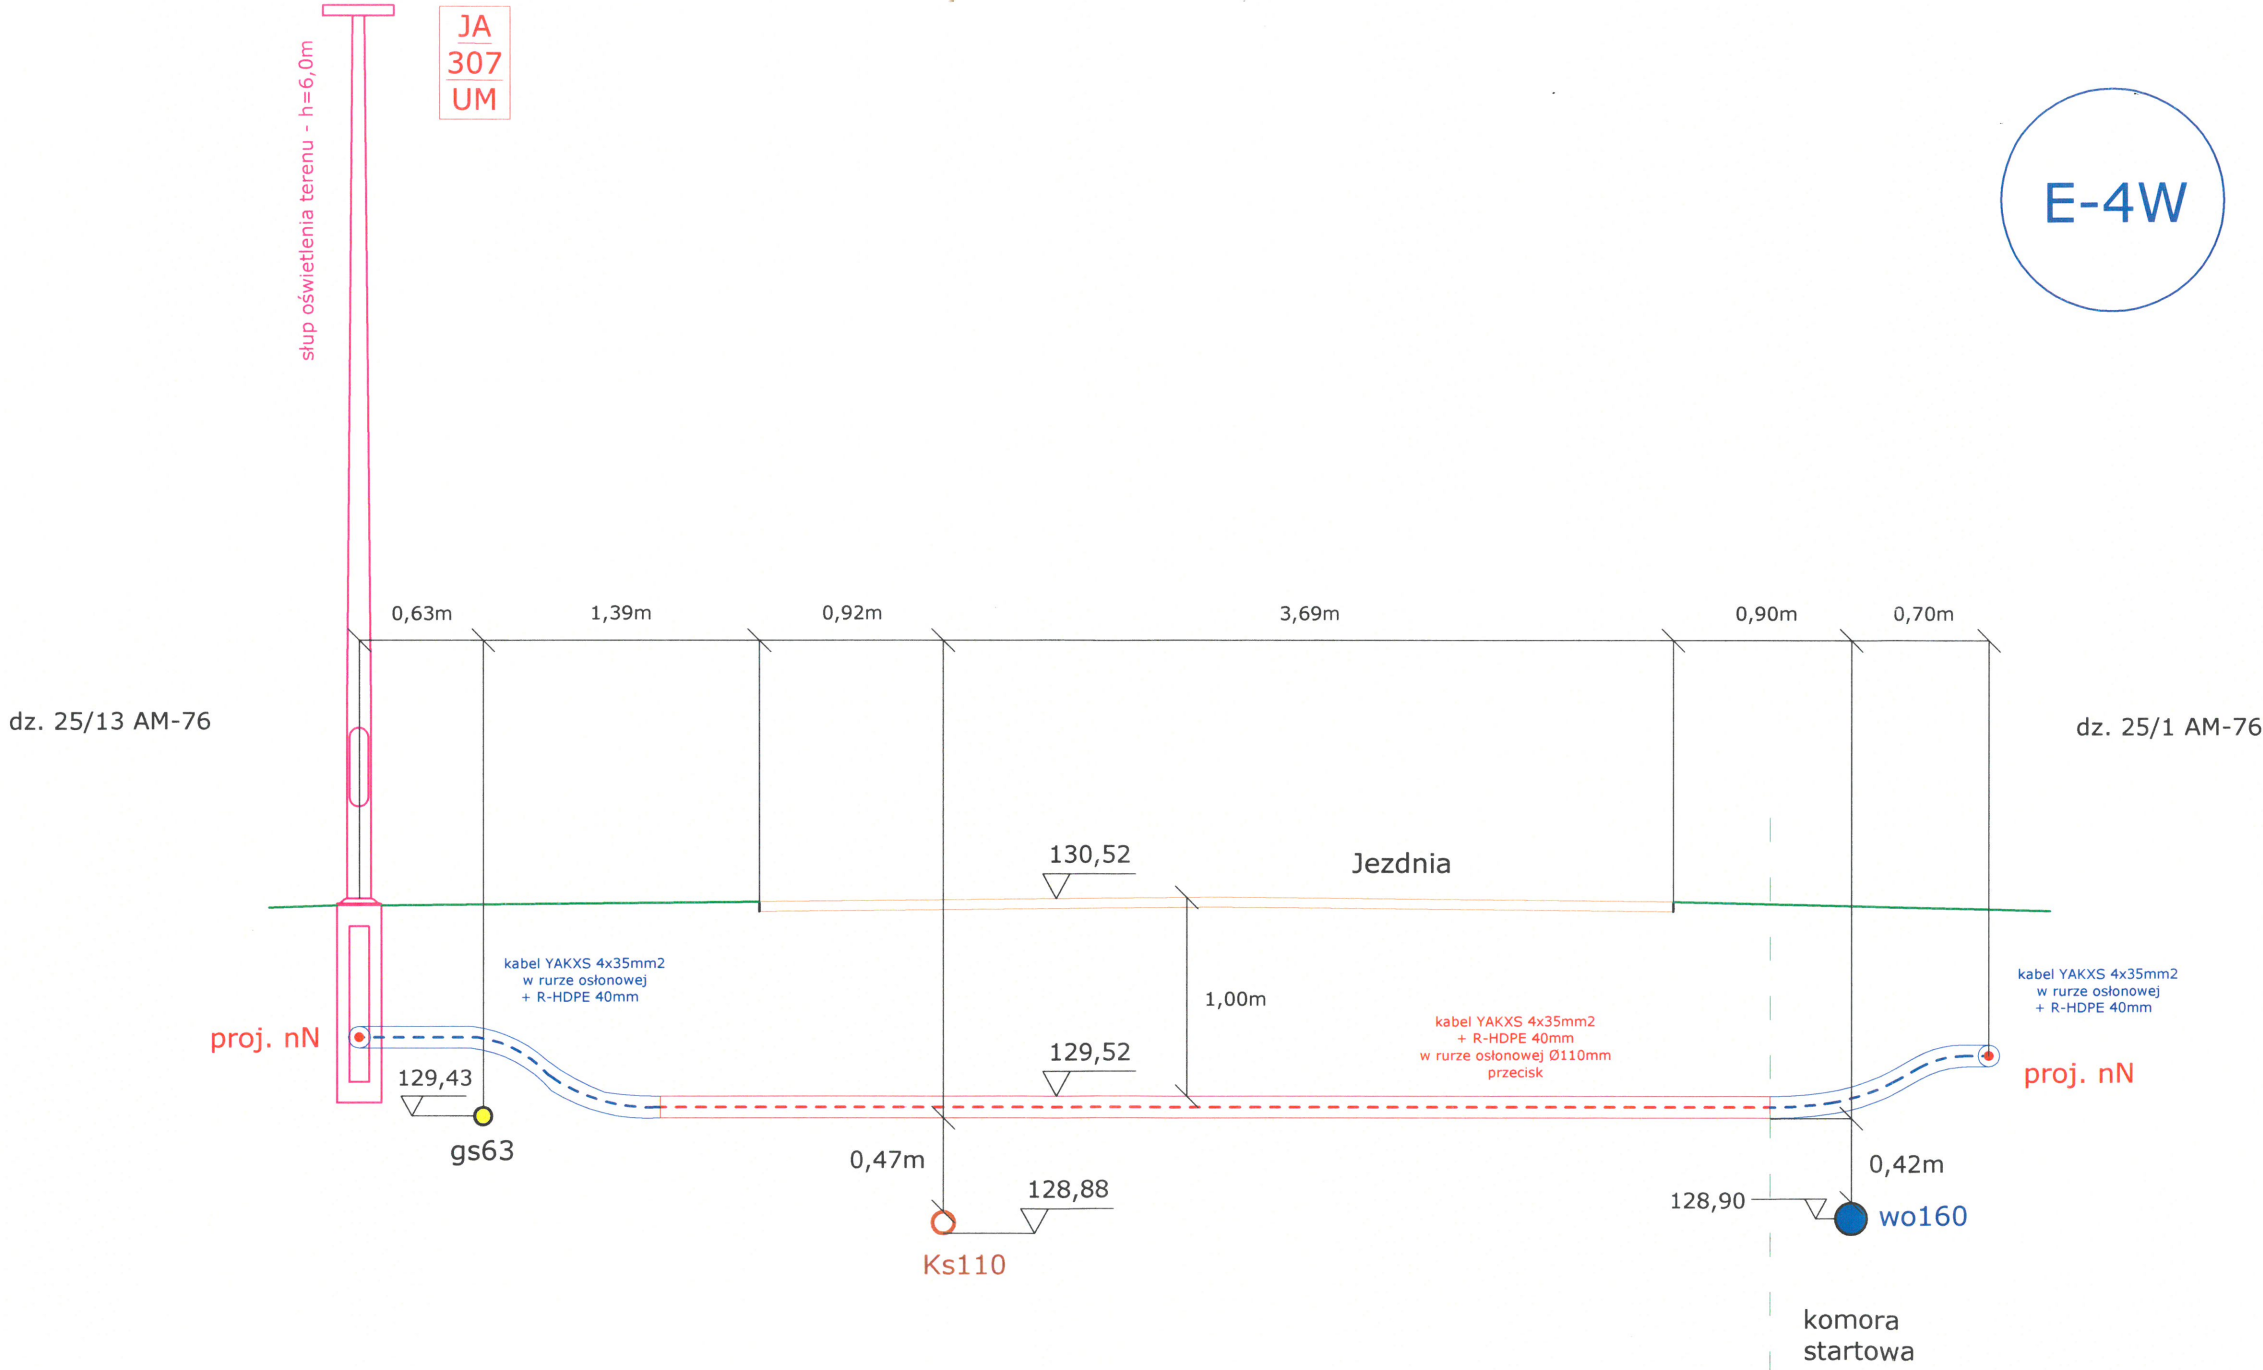 JA
307
UM
słup oświetlenia terenu - h=6,0m
E-4W
0,63m
1,39m
0,92m
3,69m
0,90m
0,70m
dz. 25/13 AM-76
dz. 25/1 AM-76
130,52
Jezdnia
kabel YAKXS 4x35mm2
w rurze osłonowej
+ R-HDPE 40mm
kabel YAKXS 4x35mm2
w rurze osłonowej
+ R-HDPE 40mm
1,00m
kabel YAKXS 4x35mm2
+ R-HDPE 40mm
w rurze osłonowej Ø110mm
przecisk
proj. nN
129,52
proj. nN
129,43
gs63
0,47m
0,42m
128,88
128,90
wo160
Ks110
komora
startowa